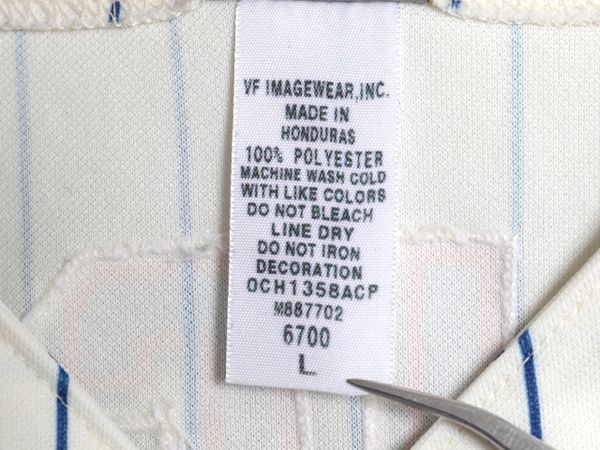 VF IMAGEWEAR,INC.
MADE IN
HONDURAS
100% POLYESTER
MACHINE WASH COLD
WITH LIKE COLORS
DO NOT BLEACH
LINE DRY
DO NOT IRON
DECORATION
OCH1358ACP
M887702
6700
L